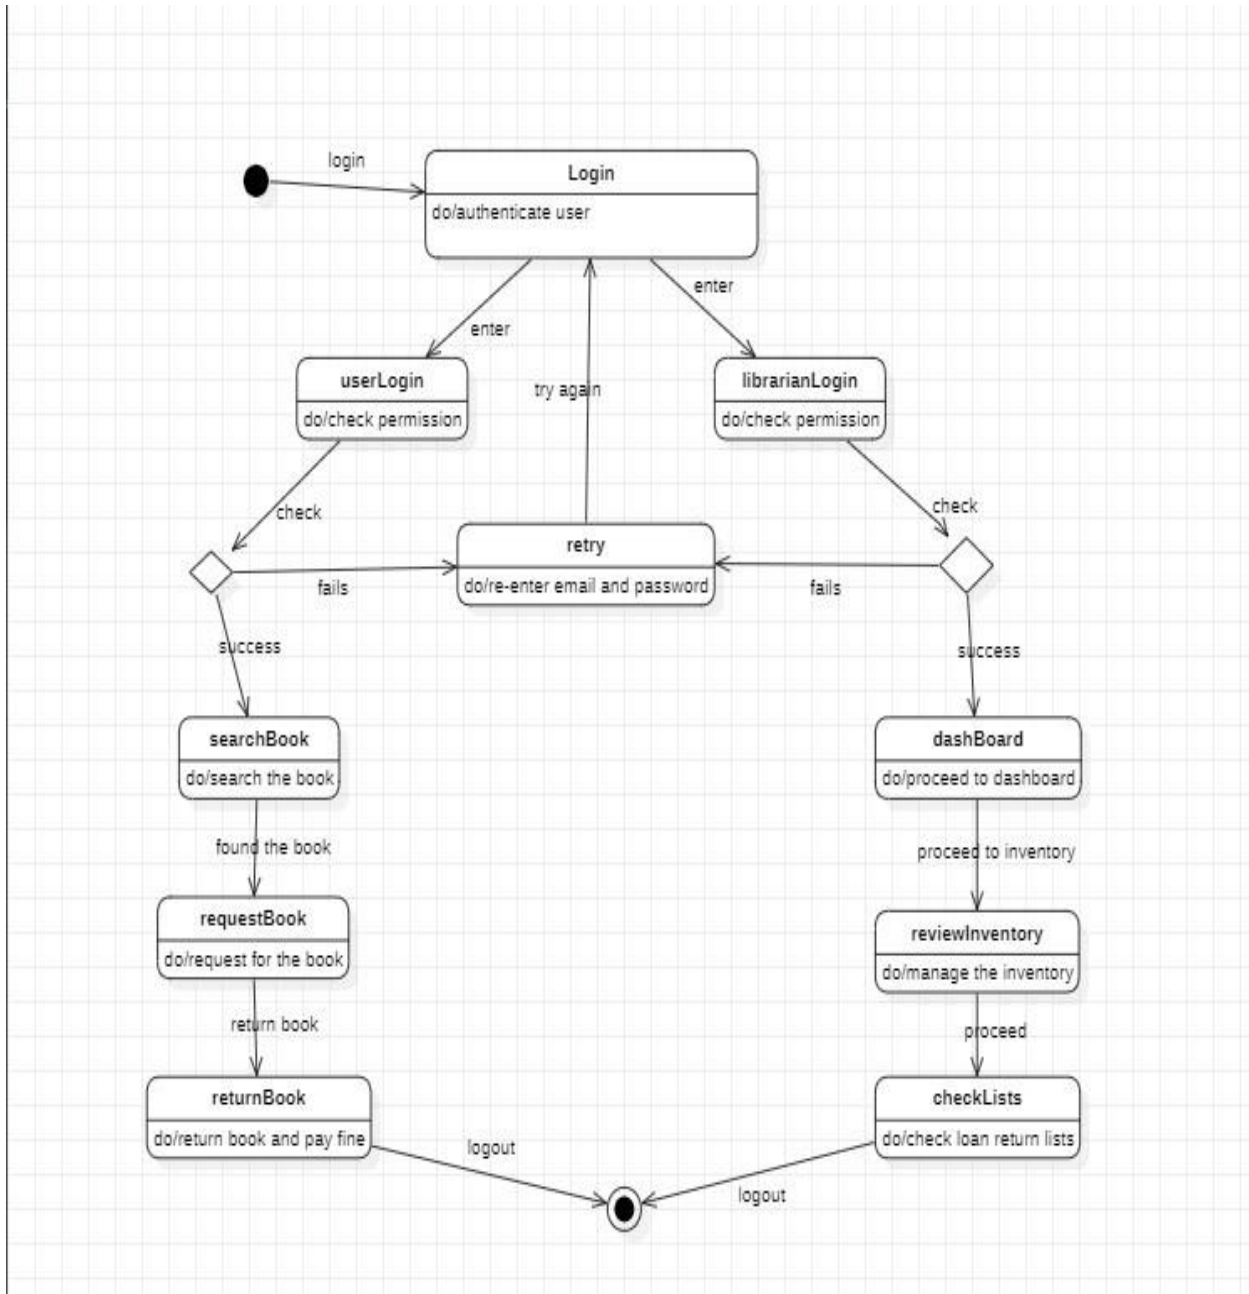 login
Login
do/authenticate user
enter
enter
userLogin
do/check permission
try again
librarianLogin
do/check permission
check
check
retry
do/re-enter email and password
fails
fails
success
success
searchBook
do/search the book
dashBoard
do/proceed to dashboard
found the book
proceed to inventory
requestBook
do/request for the book
reviewInventory
do/manage the inventory
return book
proceed
returnBook
do/return book and pay fine
checkLists
do/check loan return lists
logout
logout